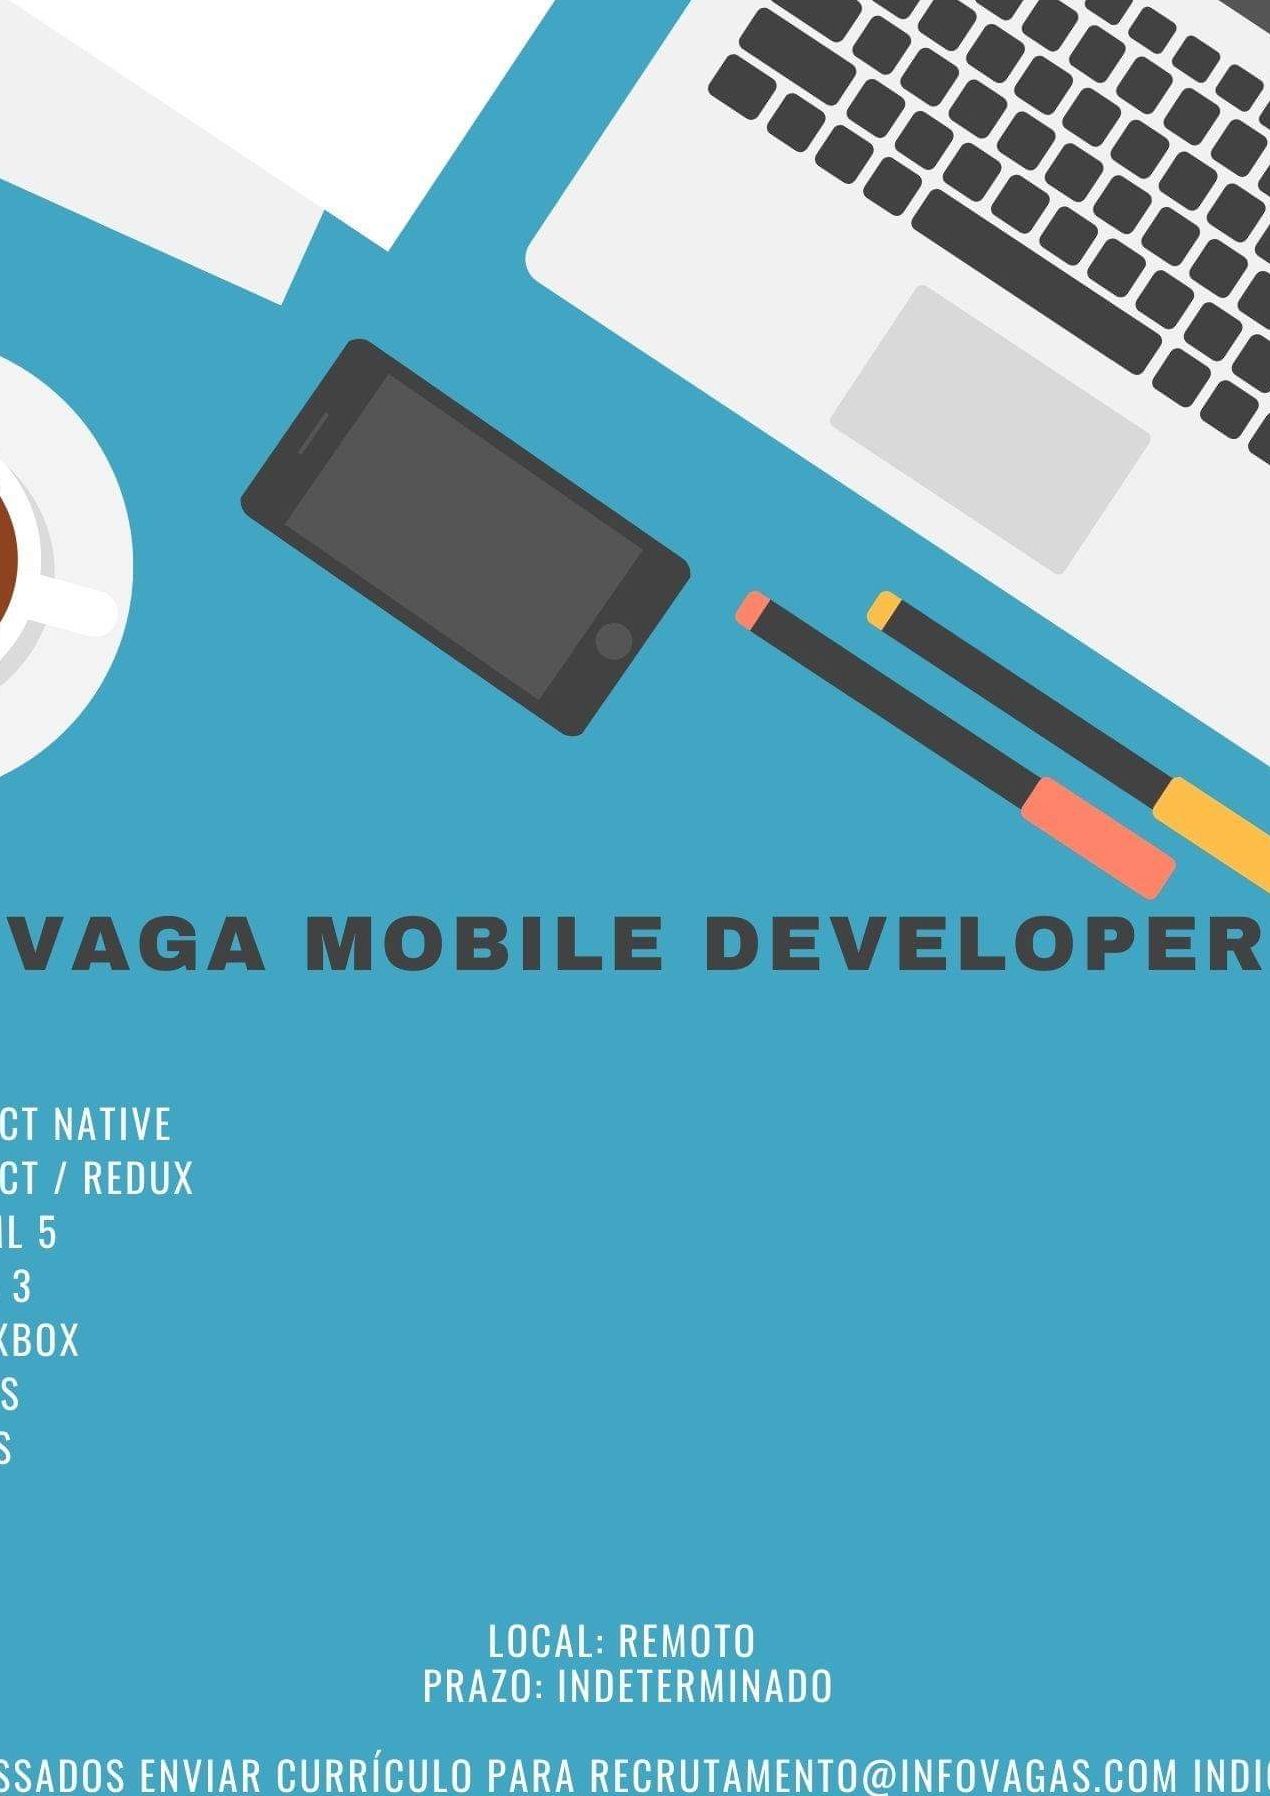 VAGA MOBILE DEVELOPER
CT NATIVE
CT / REDUX
L 5
3
XBOX
S
S
LOCAL: REMOTO
PRAZO: INDETERMINADO
SSADOS ENVIAR CURRÍCULO PARA RECRUTAMENTO@INFOVAGAS.COM INDI